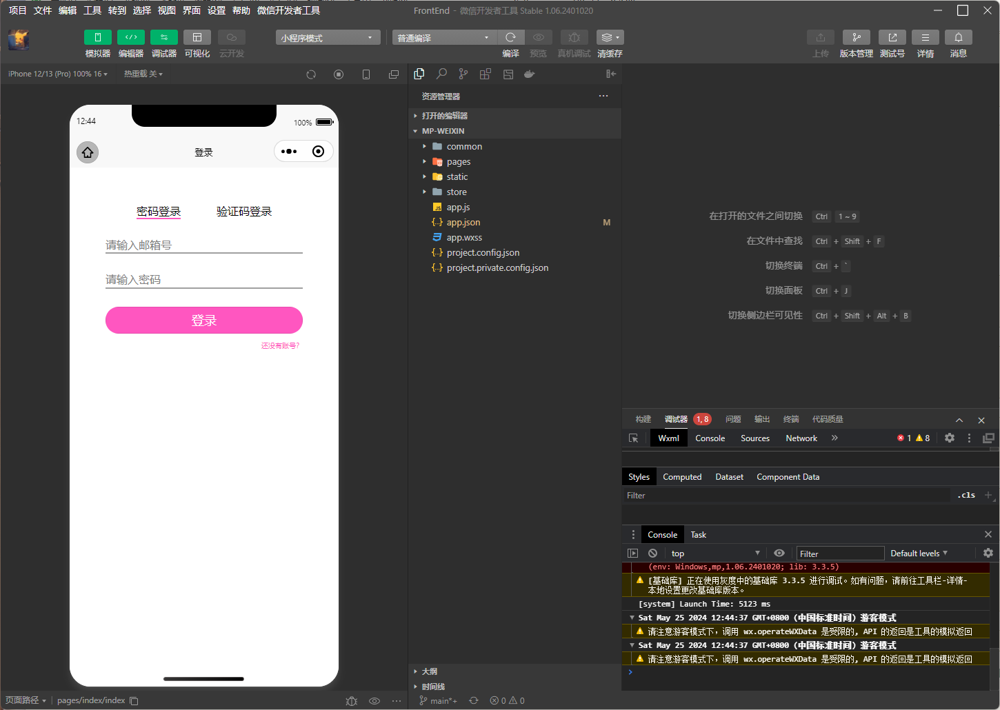 项目 文件 编辑 工具 转到 选择 视图 界面 设置 帮助 微信开发者工具
FrontEnd - 微信开发者工具 Stable 1.06.2401020
小程序模式
普通编译
模拟器 编辑器 调试器 可视化 云开发
编译 预览 真机调试 清缓存
上传 版本管理 测试号 详情 消息
iPhone 12/13 (Pro) 100% 16
热重载 关
12:44
100%
登录
密码登录
验证码登录
请输入邮箱号
请输入密码
登录
还没有账号?
页面路径
pages/index/index
资源管理器
打开的编辑器
MP-WEIXIN
common
pages
static
store
JS app.js
{..} app.json M
app.wxss
{..} project.config.json
{..} project.private.config.json
大纲
时间线
main*+
0 0
在打开的文件之间切换 Ctrl 1 ~ 9
在文件中查找 Ctrl + Shift + F
切换终端 Ctrl + `
切换面板 Ctrl + J
切换侧边栏可见性 Ctrl + Shift + Alt + B
构建 调试器 1, 8 问题 输出 终端 代码质量
Wxml Console Sources Network »
1 8
Styles Computed Dataset Component Data
Filter
.cls
Console Task
top
Filter
Default levels
(env: Windows,mp,1.06.2401020; lib: 3.3.5)
[基础库] 正在使用灰度中的基础库 3.3.5 进行调试。如有问题，请前往工具栏-详情-
本地设置更改基础库版本。
[system] Launch Time: 5123 ms
Sat May 25 2024 12:44:37 GMT+0800 (中国标准时间) 游客模式
请注意游客模式下，调用 wx.operateWXData 是受限的, API 的返回是工具的模拟返回
Sat May 25 2024 12:44:37 GMT+0800 (中国标准时间) 游客模式
请注意游客模式下，调用 wx.operateWXData 是受限的, API 的返回是工具的模拟返回